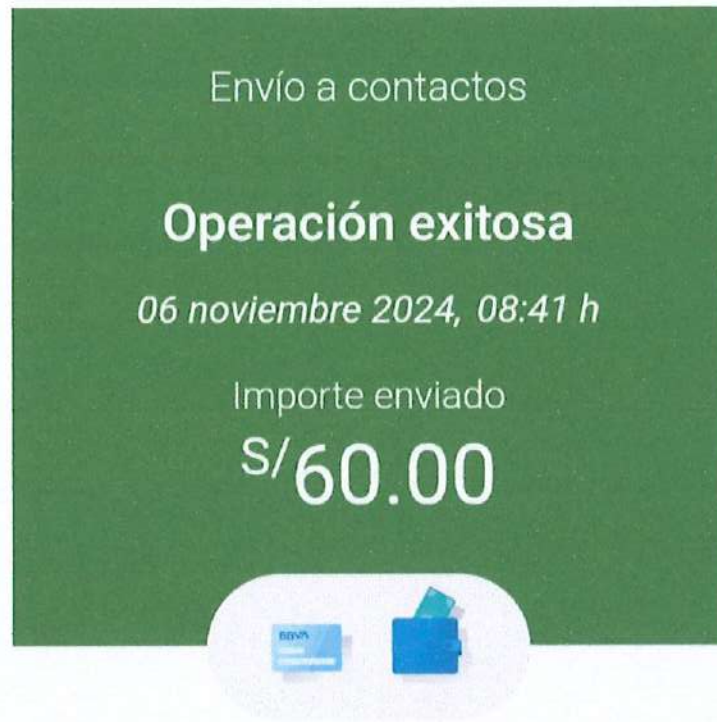 Envío a contactos
Operación exitosa
06 noviembre 2024, 08:41 h
Importe enviado
S/60.00
BBVA